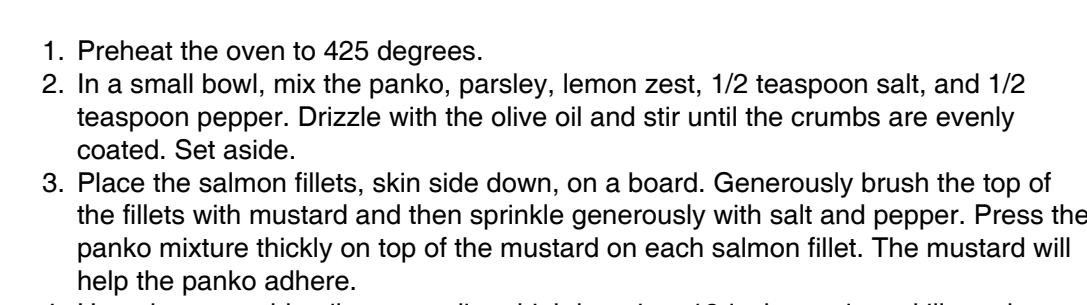 1. Preheat the oven to 425 degrees.
2. In a small bowl, mix the panko, parsley, lemon zest, 1/2 teaspoon salt, and 1/2
teaspoon pepper. Drizzle with the olive oil and stir until the crumbs are evenly
coated. Set aside.
3. Place the salmon fillets, skin side down, on a board. Generously brush the top of
the fillets with mustard and then sprinkle generously with salt and pepper. Press the
panko mixture thickly on top of the mustard on each salmon fillet. The mustard will
help the panko adhere.